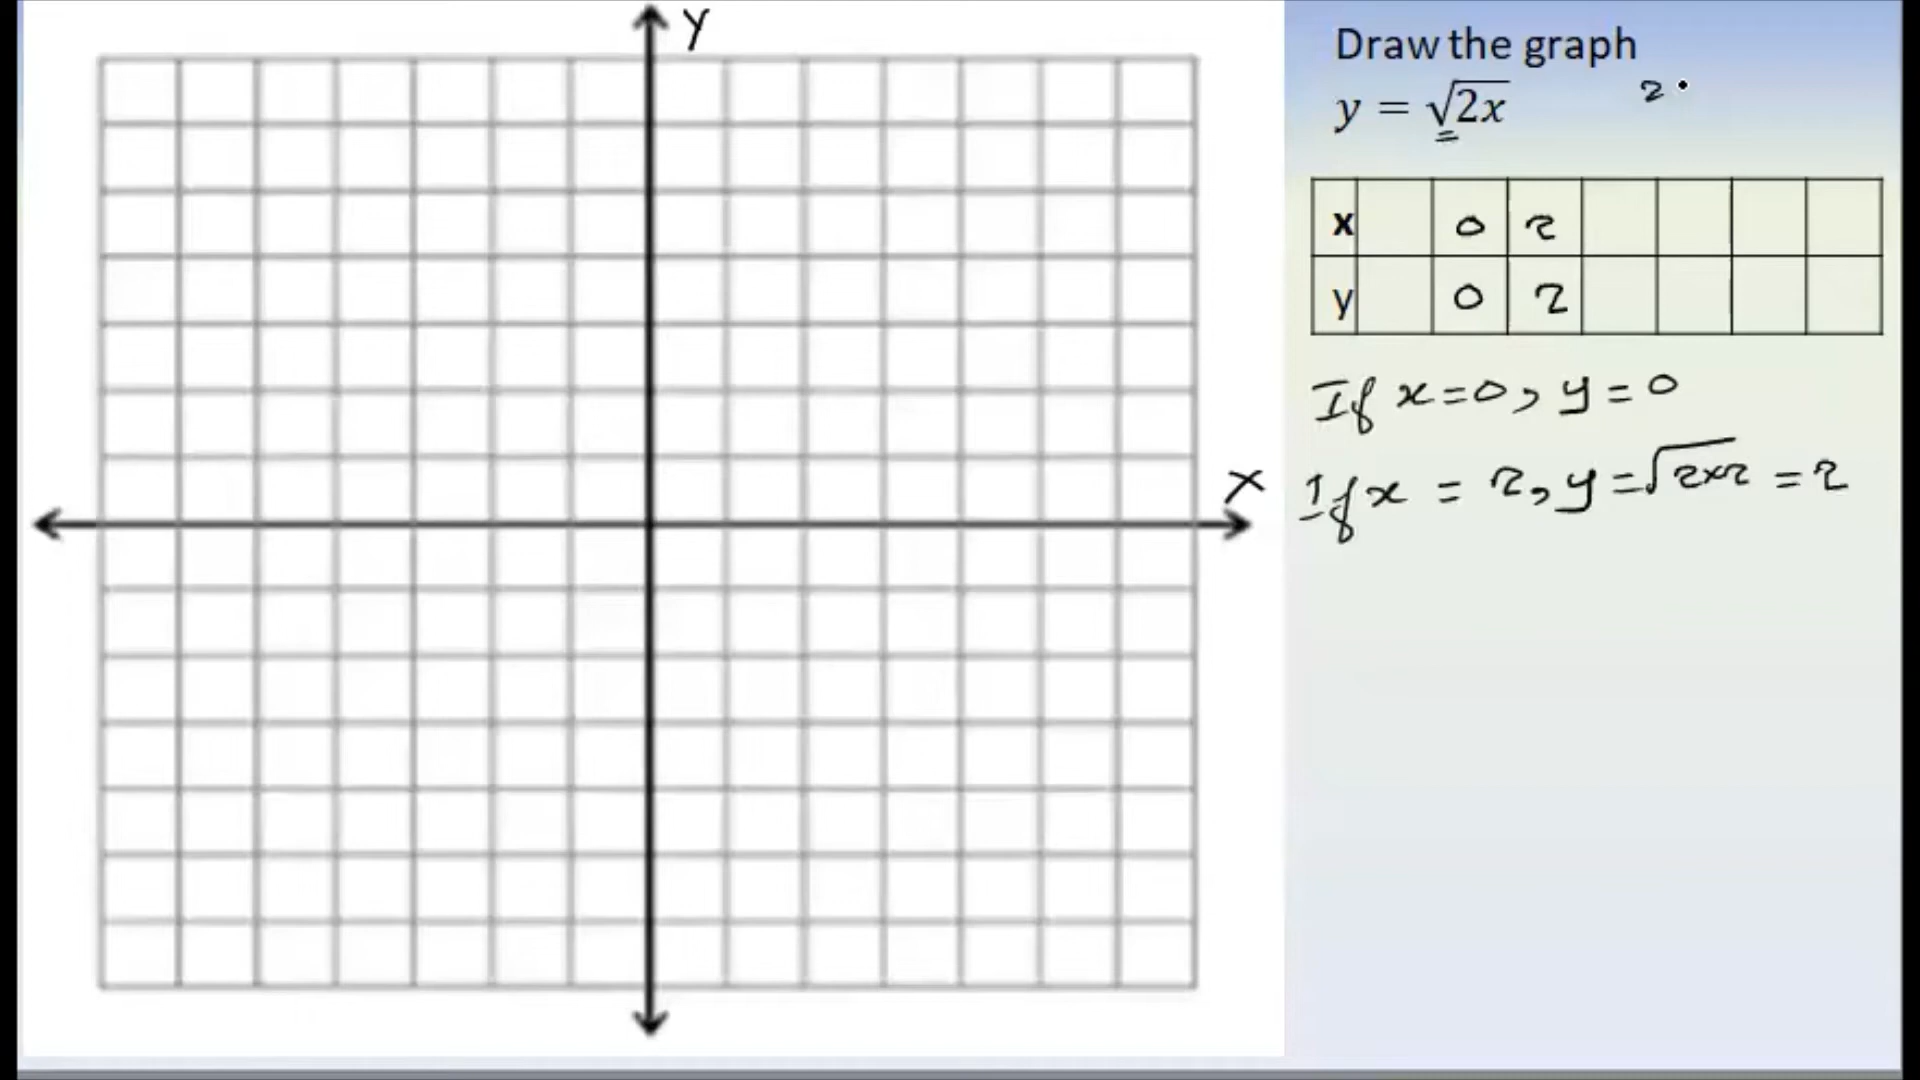 y
x
Draw the graph
y = √2x 2 .
x 0 2
y 0 2
If x = 0, y = 0
If x = 2, y = √2×2 = 2